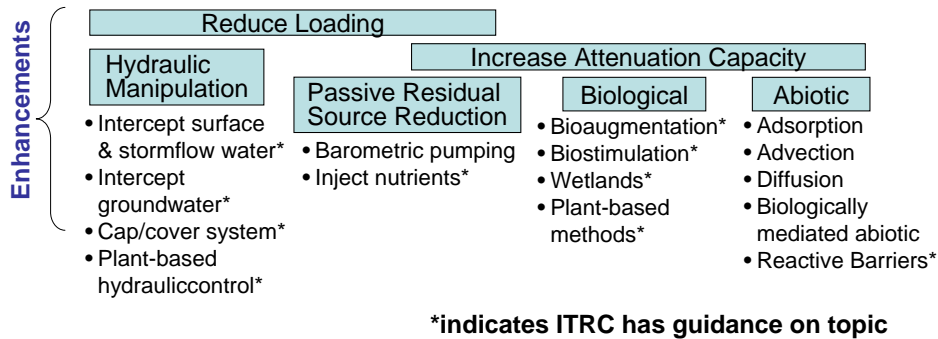 Enhancements
Reduce Loading
Increase Attenuation Capacity
Hydraulic
Manipulation
• Intercept surface
& stormflow water*
• Intercept
groundwater*
• Cap/cover system*
• Plant-based
hydrauliccontrol*
Passive Residual
Source Reduction
• Barometric pumping
• Inject nutrients*
Biological
• Bioaugmentation*
• Biostimulation*
• Wetlands*
• Plant-based
methods*
Abiotic
• Adsorption
• Advection
• Diffusion
• Biologically
mediated abiotic
• Reactive Barriers*
*indicates ITRC has guidance on topic